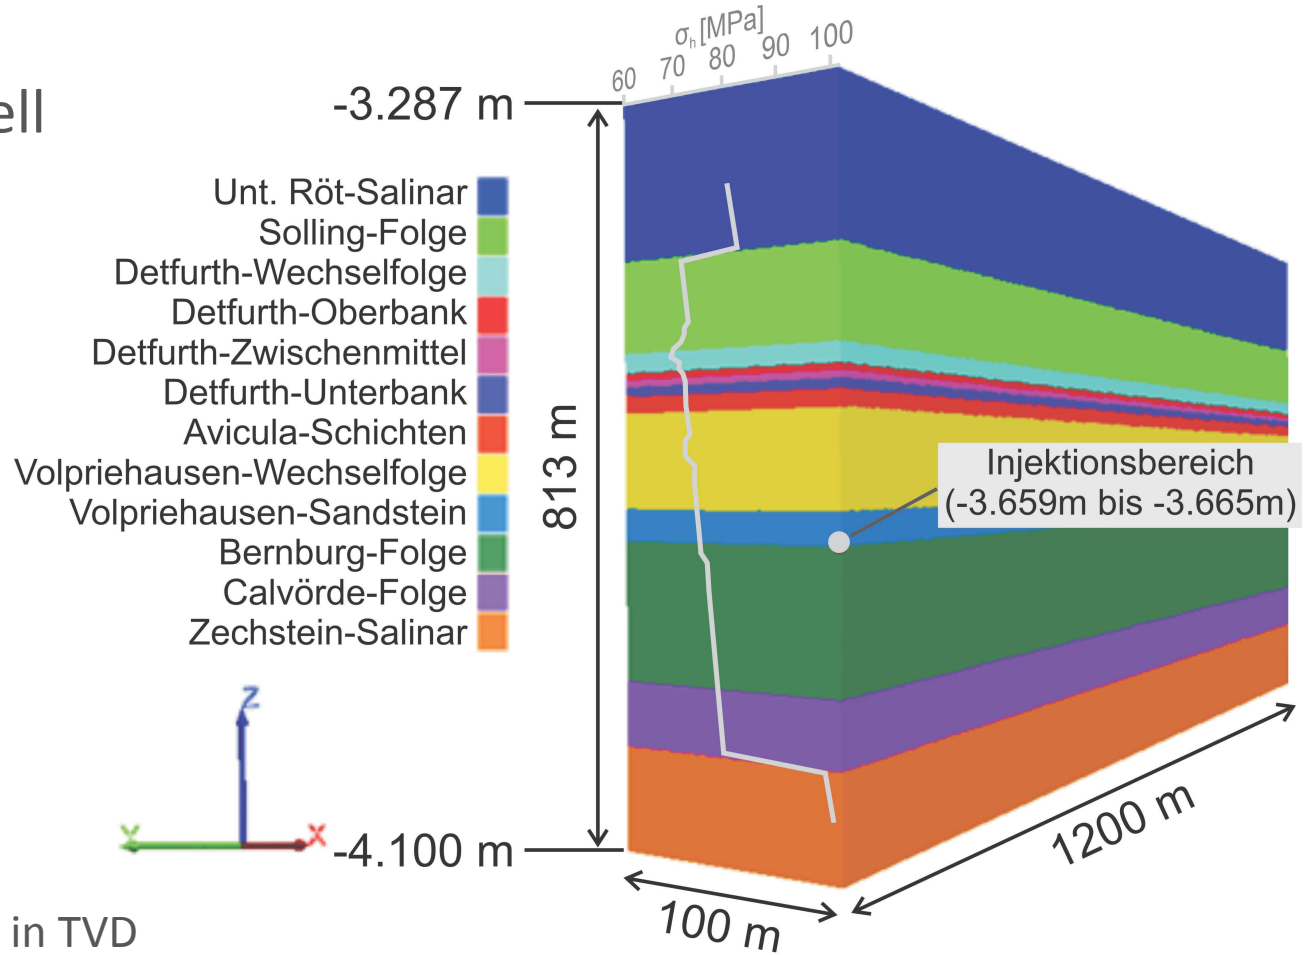 ell
σh [MPa]
60 70 80 90 100
-3.287 m
Unt. Röt-Salinar
Solling-Folge
Detfurth-Wechselfolge
Detfurth-Oberbank
Detfurth-Zwischenmittel
Detfurth-Unterbank
Avicula-Schichten
Volpriehausen-Wechselfolge
Volpriehausen-Sandstein
Bernburg-Folge
Calvörde-Folge
Zechstein-Salinar
813 m
Injektionsbereich
(-3.659m bis -3.665m)
Z
Y
X
-4.100 m
100 m
1200 m
in TVD